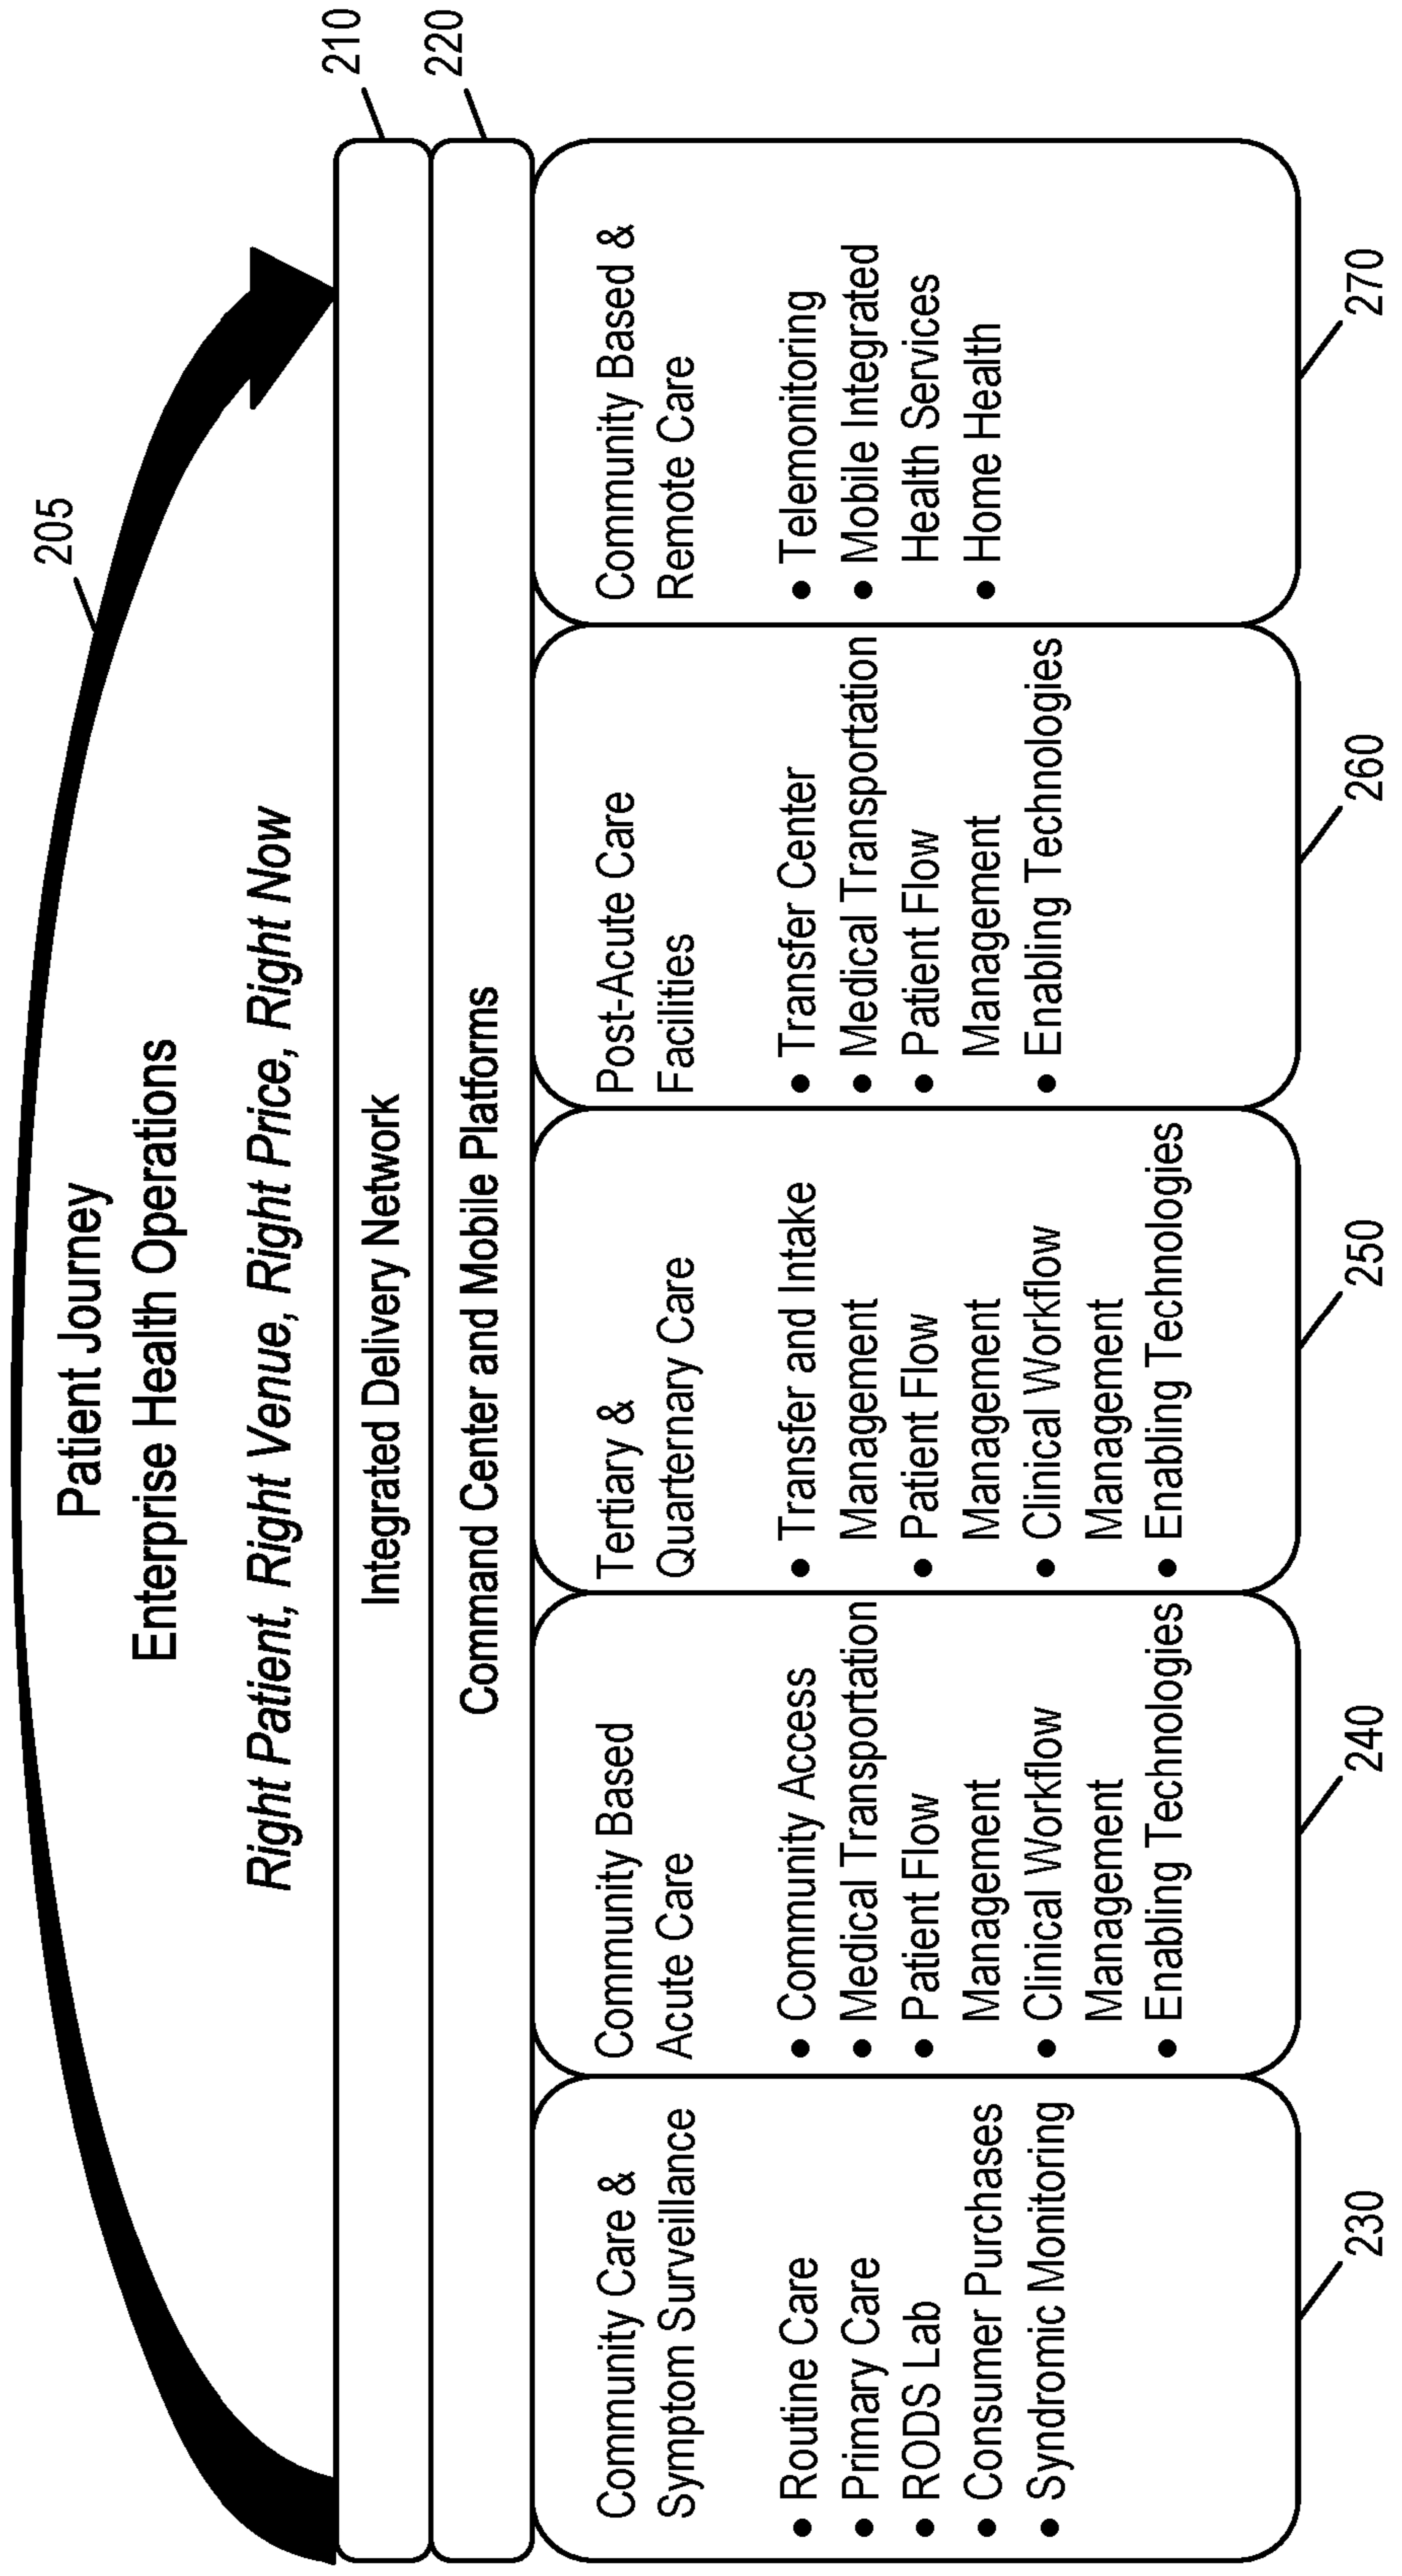 205
Patient Journey
Enterprise Health Operations
Right Patient, Right Venue, Right Price, Right Now
210
Integrated Delivery Network
220
Command Center and Mobile Platforms
Community Care &
Symptom Surveillance
• Routine Care
• Primary Care
• RODS Lab
• Consumer Purchases
• Syndromic Monitoring
230
Community Based
Acute Care
• Community Access
• Medical Transportation
• Patient Flow
Management
• Clinical Workflow
Management
• Enabling Technologies
240
Tertiary &
Quarternary Care
• Transfer and Intake
Management
• Patient Flow
Management
• Clinical Workflow
Management
• Enabling Technologies
250
Post-Acute Care
Facilities
• Transfer Center
• Medical Transportation
• Patient Flow
Management
• Enabling Technologies
260
Community Based &
Remote Care
• Telemonitoring
• Mobile Integrated
Health Services
• Home Health
270